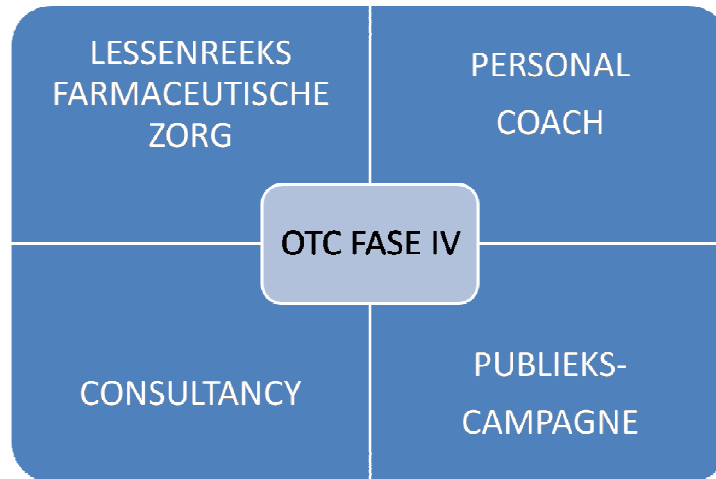 LESSENREEKS
FARMACEUTISCHE
ZORG
PERSONAL
COACH
OTC FASE IV
CONSULTANCY
PUBLIEKS-
CAMPAGNE